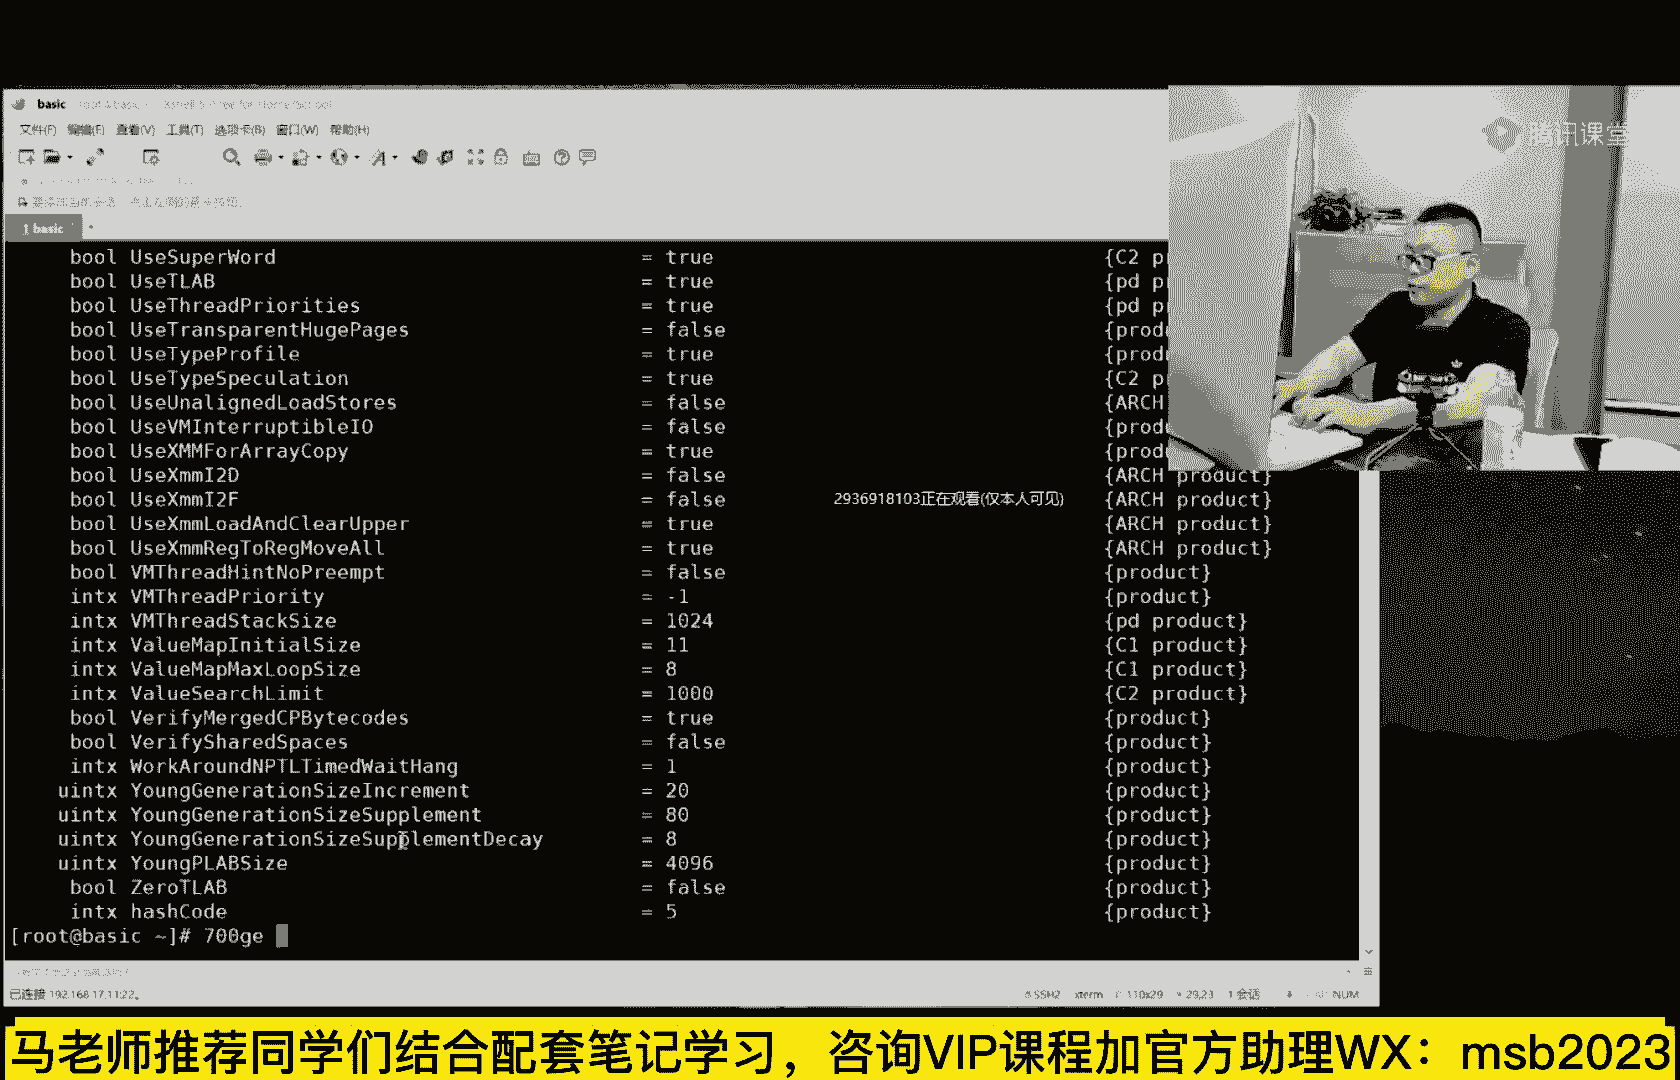 basic
文件(F) 编辑(E) 查看(V) 工具(T) 选项卡(B) 窗口(W) 帮助(H)
腾讯课堂
1 basic
bool UseSuperWord = true {C2 p
bool UseTLAB = true {pd p
bool UseThreadPriorities = true {pd p
bool UseTransparentHugePages = false {prod
bool UseTypeProfile = true {prod
bool UseTypeSpeculation = true {C2 p
bool UseUnalignedLoadStores = false {ARCH
bool UseVMInterruptibleIO = false {prod
bool UseXMMForArrayCopy = true {prod
bool UseXmmI2D = false {ARCH product}
bool UseXmmI2F = false {ARCH product}
2936918103正在观看(仅本人可见)
bool UseXmmLoadAndClearUpper = true {ARCH product}
bool UseXmmRegToRegMoveAll = true {ARCH product}
bool VMThreadHintNoPreempt = false {product}
intx VMThreadPriority = -1 {product}
intx VMThreadStackSize = 1024 {pd product}
intx ValueMapInitialSize = 11 {C1 product}
intx ValueMapMaxLoopSize = 8 {C1 product}
intx ValueSearchLimit = 1000 {C2 product}
bool VerifyMergedCPBytecodes = true {product}
bool VerifySharedSpaces = false {product}
intx WorkAroundNPTLTimedWaitHang = 1 {product}
uintx YoungGenerationSizeIncrement = 20 {product}
uintx YoungGenerationSizeSupplement = 80 {product}
uintx YoungGenerationSizeSupplementDecay = 8 {product}
uintx YoungPLABSize = 4096 {product}
bool ZeroTLAB = false {product}
intx hashCode = 5 {product}
[root@basic ~]# 700ge
已连接 192.168.17.11:22。 SSH2 xterm 110x29 29,23 1 会话 NUM
马老师推荐同学们结合配套笔记学习，咨询VIP课程加官方助理WX：msb2023